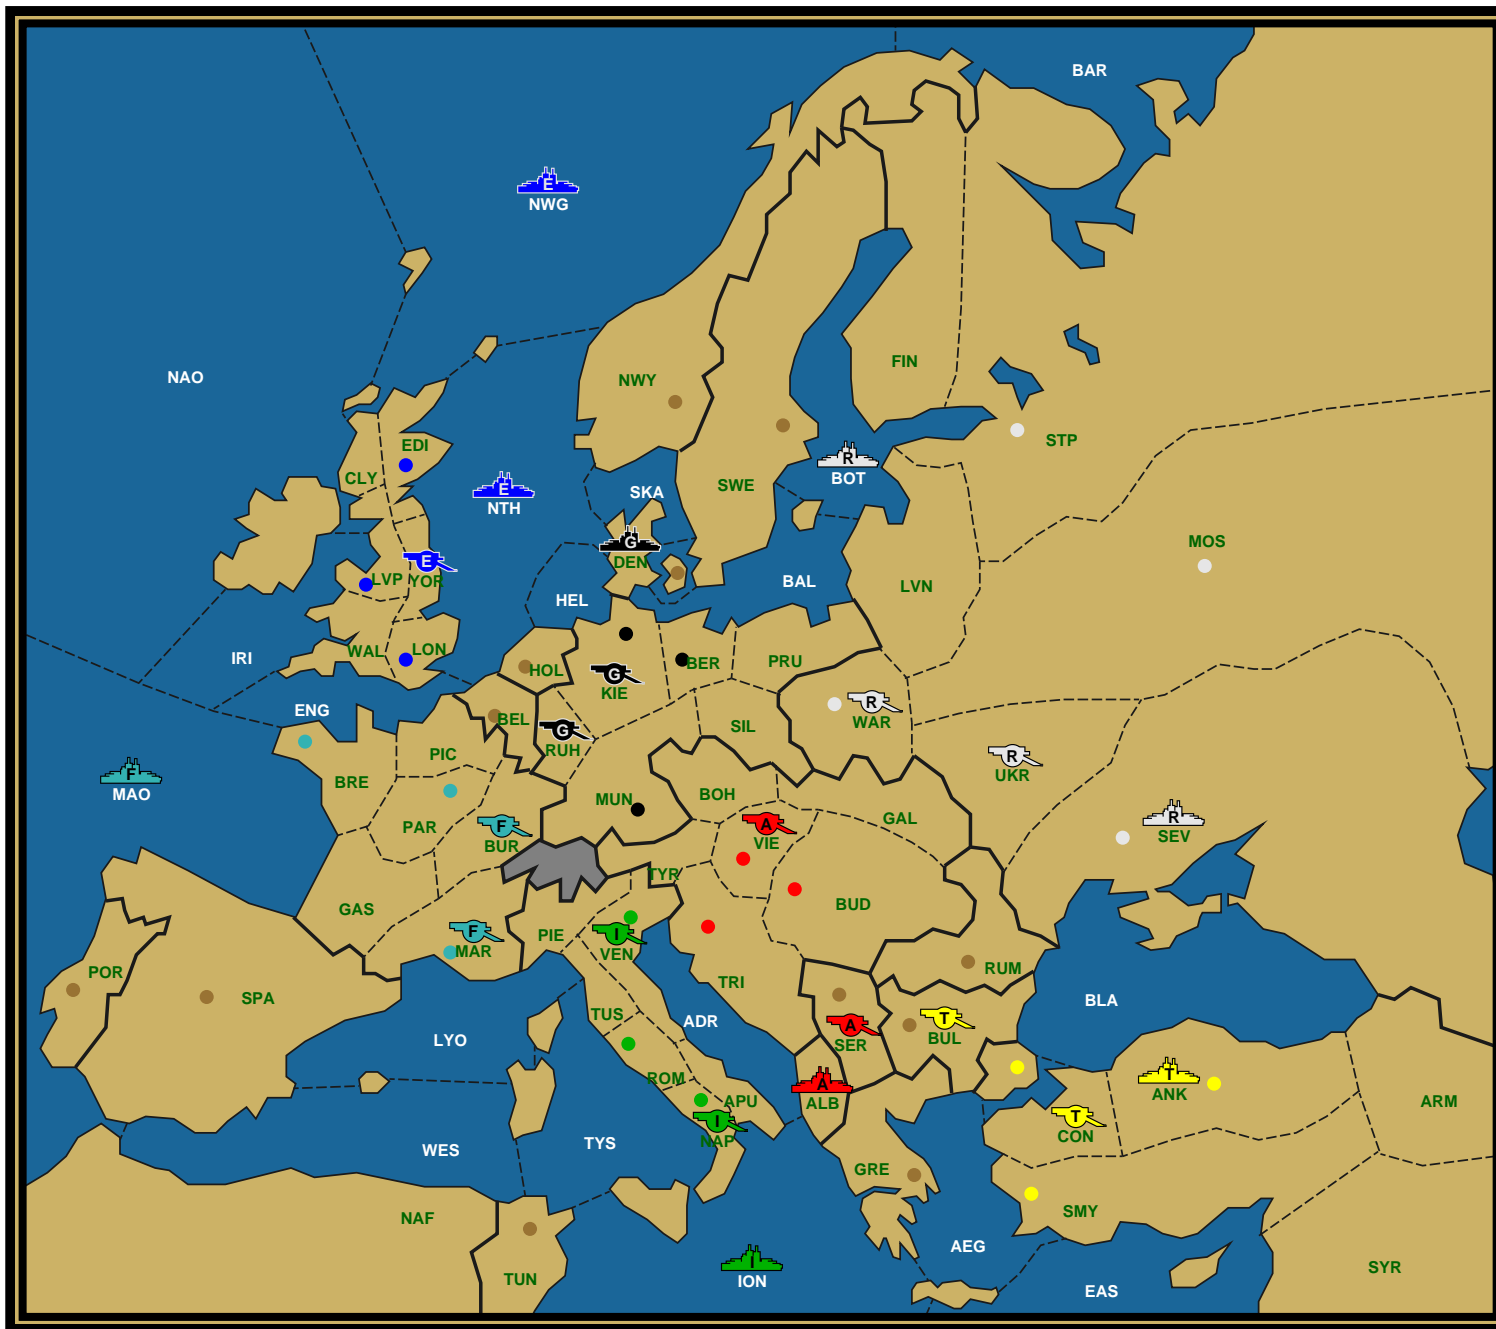 BAR
E
NWG
NAO
FIN
NWY
EDI
STP
R
BOT
CLY
SWE
E
NTH
SKA
G
DEN
MOS
E
LVP
YOR
BAL
LVN
HEL
IRI
WAL
LON
HOL
G
KIE
BER
PRU
ENG
BEL
G
RUH
SIL
R
WAR
PIC
R
UKR
F
MAO
BRE
MUN
BOH
PAR
F
BUR
A
VIE
GAL
R
SEV
TYR
GAS
BUD
F
MAR
PIE
I
VEN
POR
SPA
TRI
RUM
BLA
TUS
ADR
A
SER
T
BUL
LYO
ROM
A
ALB
T
ANK
APU
I
NAP
ARM
T
CON
WES
TYS
GRE
NAF
SMY
AEG
I
ION
TUN
EAS
SYR